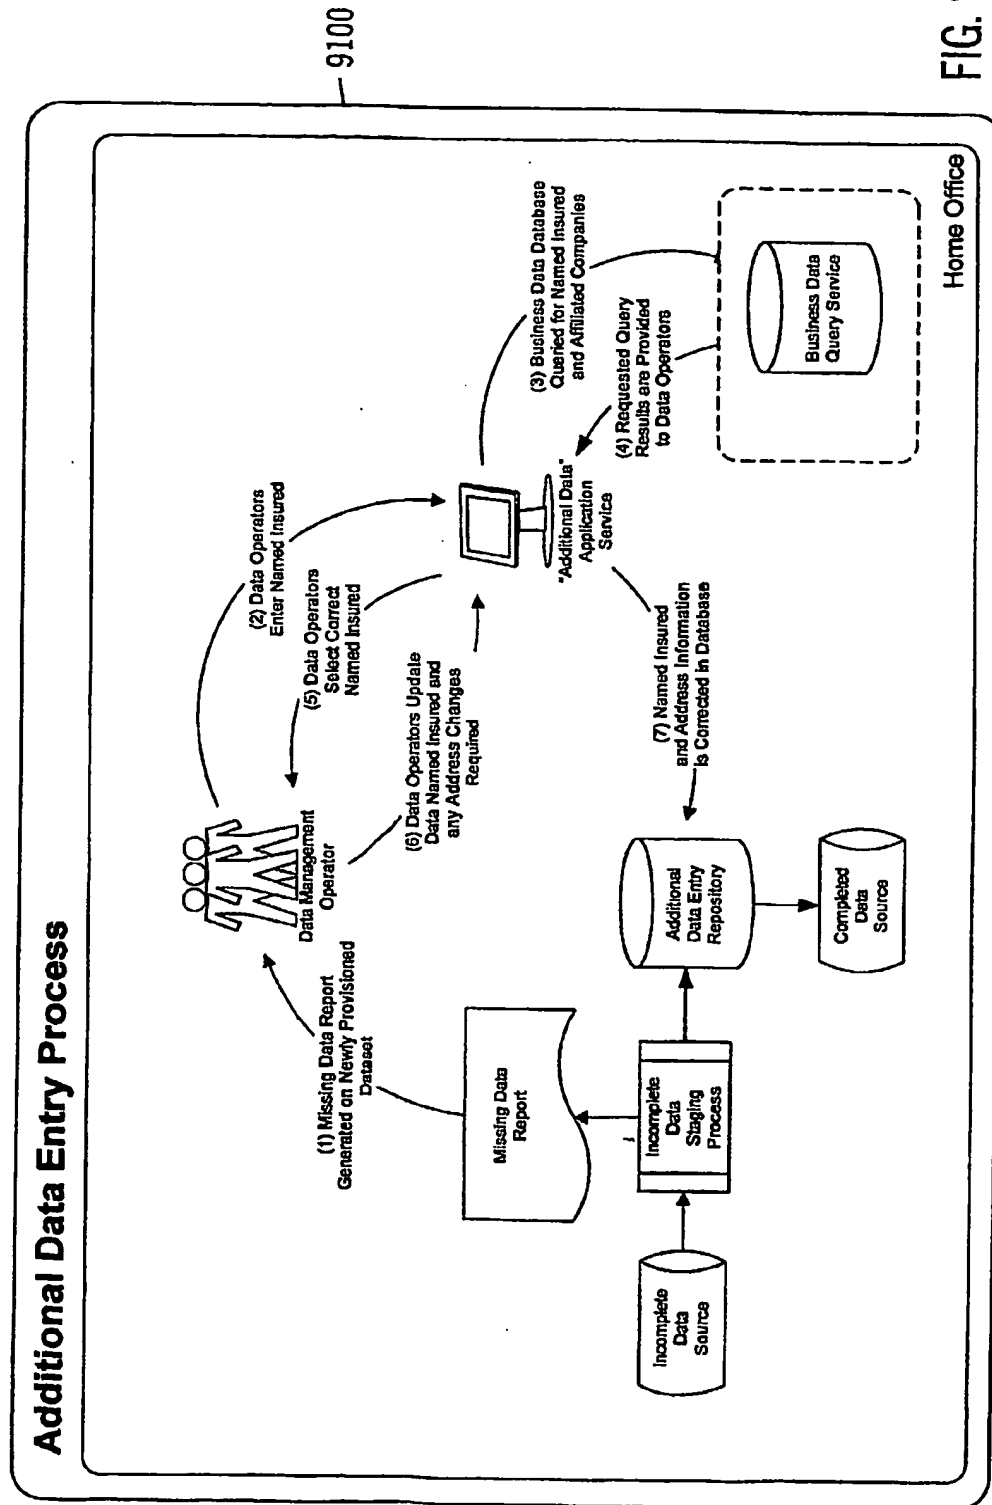 Additional Data Entry Process
9100
(1) Missing Data Report
Generated on Newly Provisioned
Dataset
Data Management
Operator
(2) Data Operators
Enter Named Insured
(5) Data Operators
Select Correct
Named Insured
(6) Data Operators Update
Data Named Insured and
any Address Changes
Required
(3) Business Data Database
Queried for Named Insured
and Affiliated Companies
(4) Requested Query
Results are Provided
to Data Operators
"Additional Data"
Application
Service
(7) Named Insured
and Address Information
is Corrected in Database
Missing Data
Report
Incomplete
Data
Source
Incomplete
Data
Staging
Process
Additional
Data Entry
Repository
Completed
Data
Source
Business Data
Query Service
Home Office
FIG.